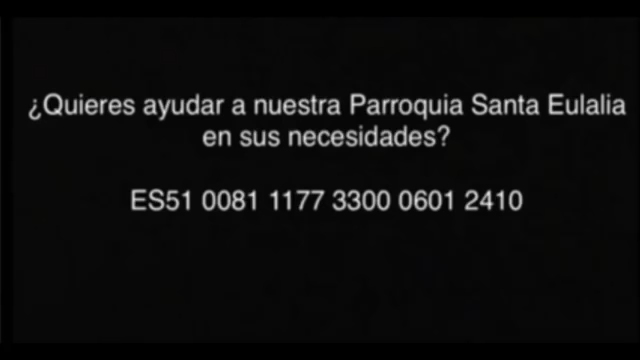 ¿Quieres ayudar a nuestra Parroquia Santa Eulalia
en sus necesidades?
ES51 0081 1177 3300 0601 2410